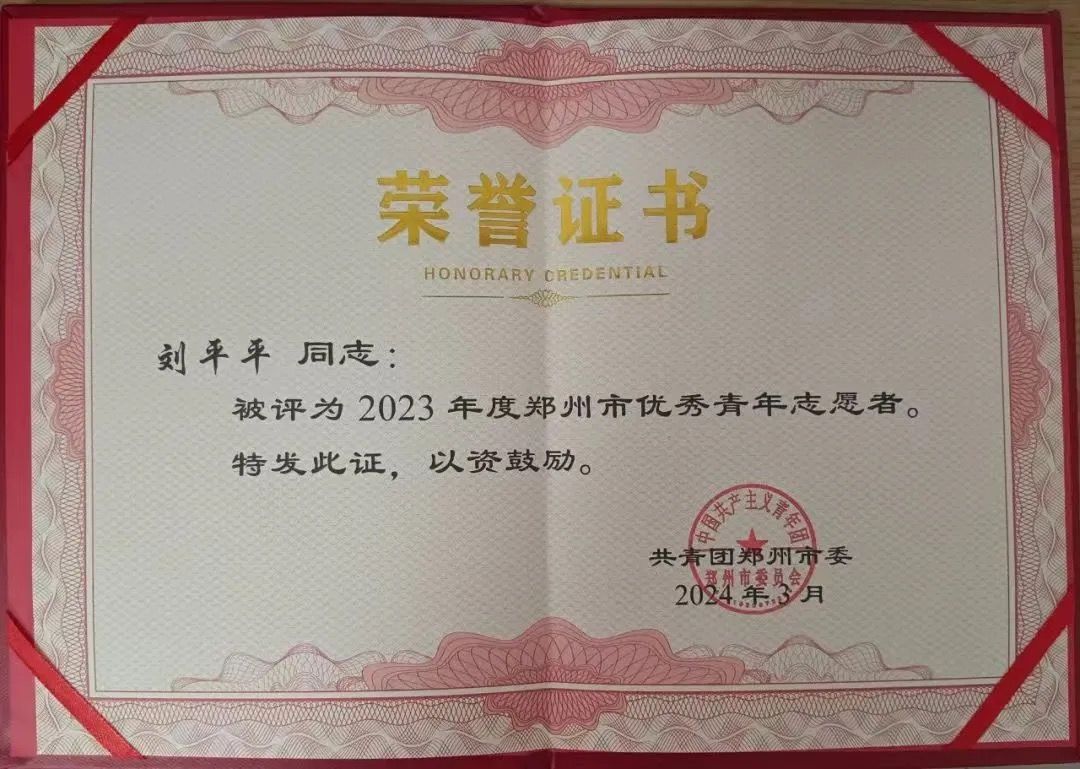 荣誉证书
HONORARY CREDENTIAL
刘平平 同志：
被评为2023年度郑州市优秀青年志愿者。
特发此证，以资鼓励。
中国共产主义青年团
共青团郑州市委
郑州市委员会
2024年3月